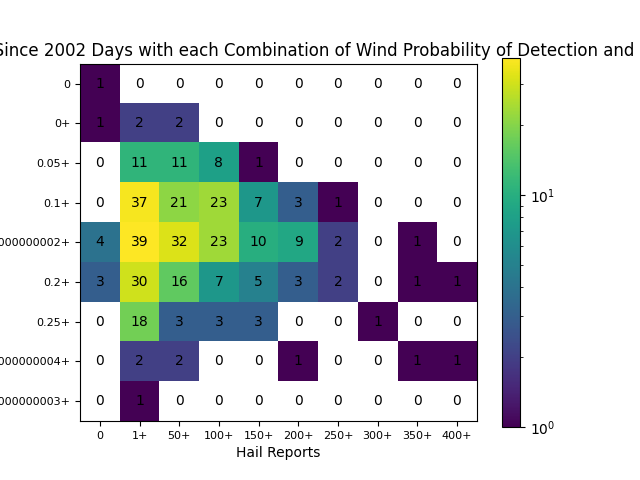 Since 2002 Days with each Combination of Wind Probability of Detection and
0 1 0 0 0 0 0 0 0 0 0
0+ 1 2 2 0 0 0 0 0 0 0
0.05+ 0 11 11 8 1 0 0 0 0 0
0.1+ 0 37 21 23 7 3 1 0 0 0
000000002+ 4 39 32 23 10 9 2 0 1 0
0.2+ 3 30 16 7 5 3 2 0 1 1
0.25+ 0 18 3 3 3 0 0 1 0 0
000000004+ 0 2 2 0 0 1 0 0 1 1
000000003+ 0 1 0 0 0 0 0 0 0 0
0 1+ 50+ 100+ 150+ 200+ 250+ 300+ 350+ 400+
Hail Reports
10¹
10⁰